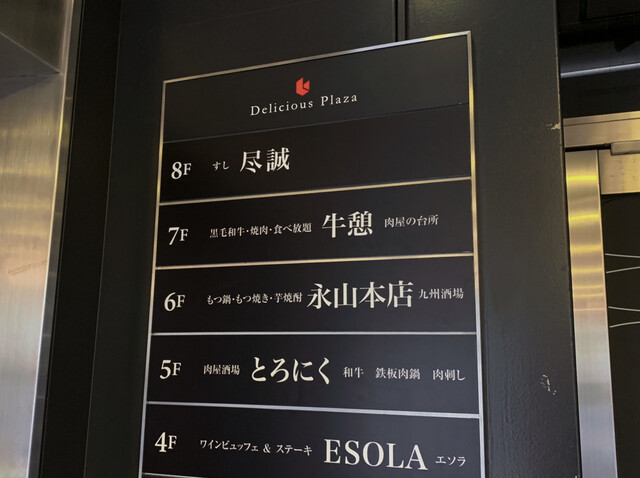 Delicious Plaza
8F すし 尽誠
7F 黒毛和牛・焼肉・食べ放題 牛憩 肉屋の台所
6F もつ鍋・もつ焼き・芋焼酎 永山本店 九州酒場
5F 肉屋酒場 とろにく 和牛 鉄板肉鍋 肉刺し
4F ワインビュッフェ & ステーキ ESOLA エソラ